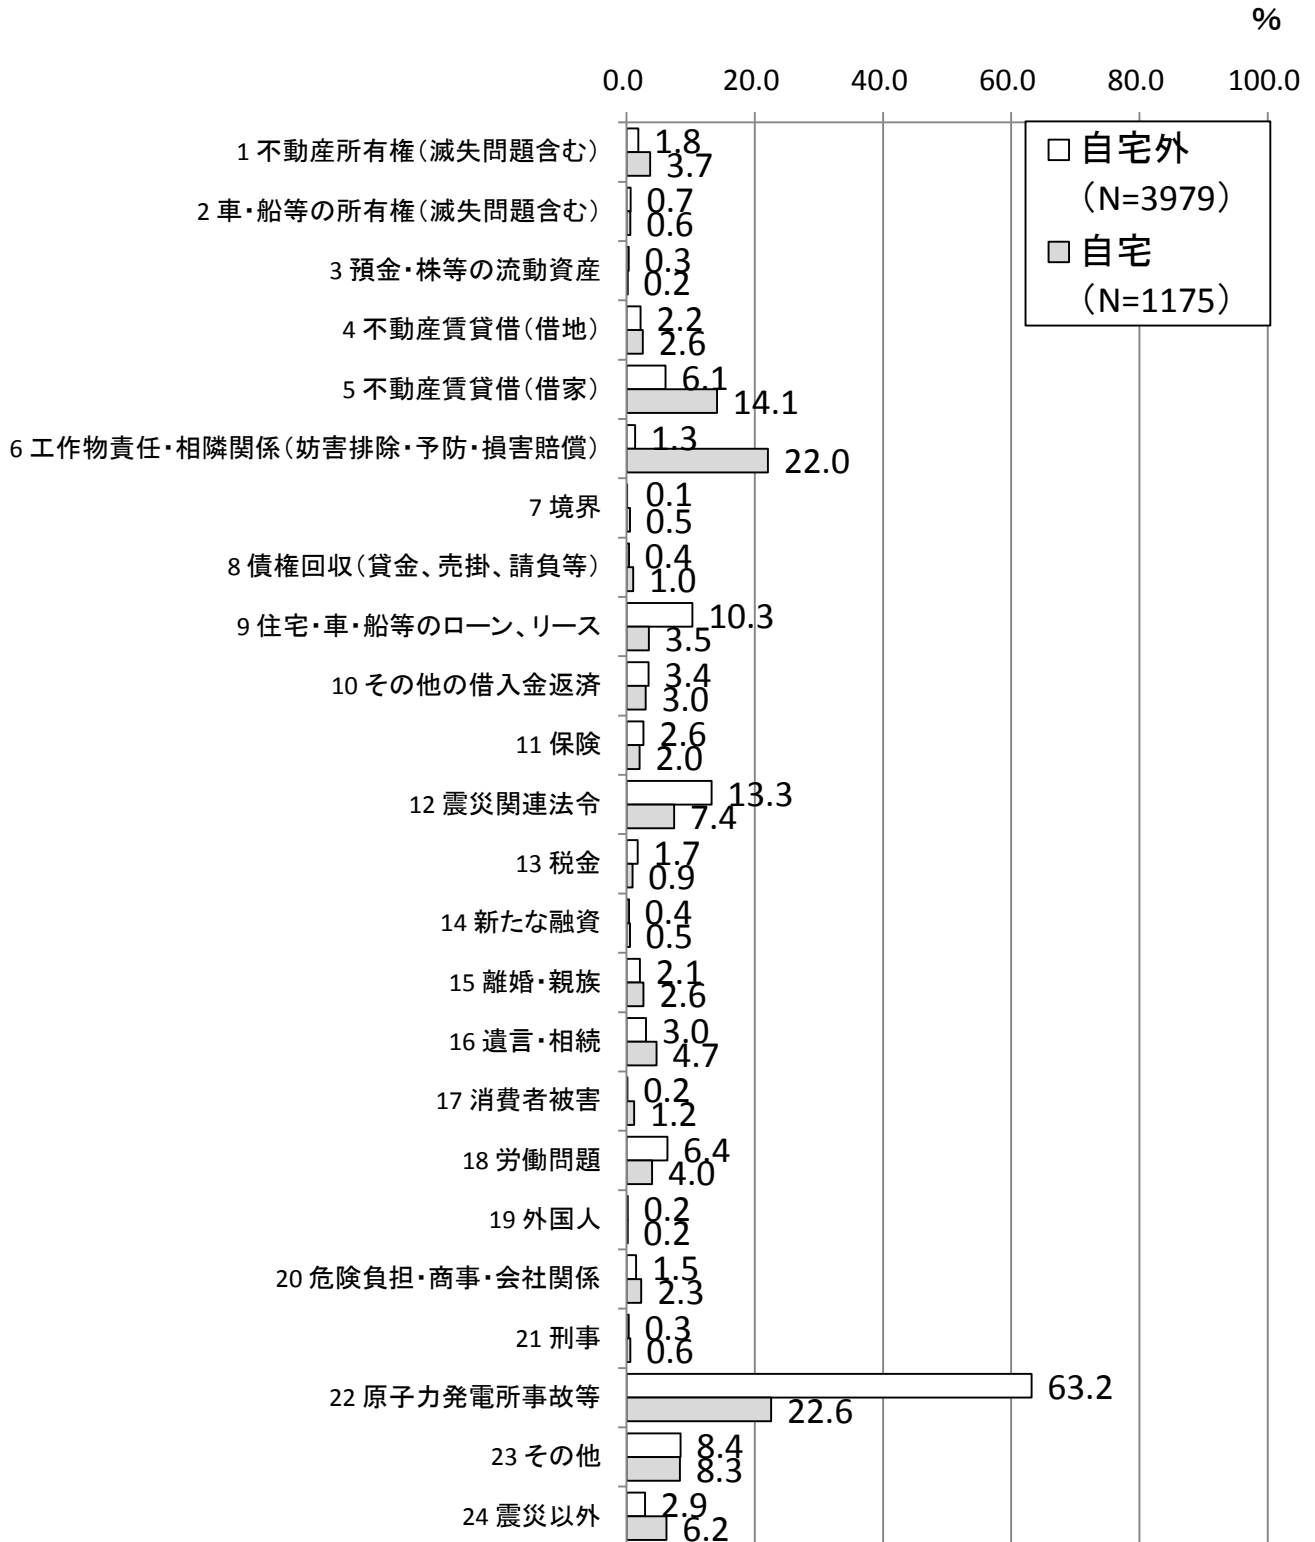 %
0.0 20.0 40.0 60.0 80.0 100.0
自宅外
(N=3979)
自宅
(N=1175)
1 不動産所有権(滅失問題含む) 1.8
3.7
2 車・船等の所有権(滅失問題含む) 0.7
0.6
3 預金・株等の流動資産 0.3
0.2
4 不動産賃貸借(借地) 2.2
2.6
5 不動産賃貸借(借家) 6.1
14.1
6 工作物責任・相隣関係(妨害排除・予防・損害賠償) 1.3
22.0
7 境界 0.1
0.5
8 債権回収(貸金、売掛、請負等) 0.4
1.0
9 住宅・車・船等のローン、リース 10.3
3.5
10 その他の借入金返済 3.4
3.0
11 保険 2.6
2.0
12 震災関連法令 13.3
7.4
13 税金 1.7
0.9
14 新たな融資 0.4
0.5
15 離婚・親族 2.1
2.6
16 遺言・相続 3.0
4.7
17 消費者被害 0.2
1.2
18 労働問題 6.4
4.0
19 外国人 0.2
0.2
20 危険負担・商事・会社関係 1.5
2.3
21 刑事 0.3
0.6
22 原子力発電所事故等 63.2
22.6
23 その他 8.4
8.3
24 震災以外 2.9
6.2